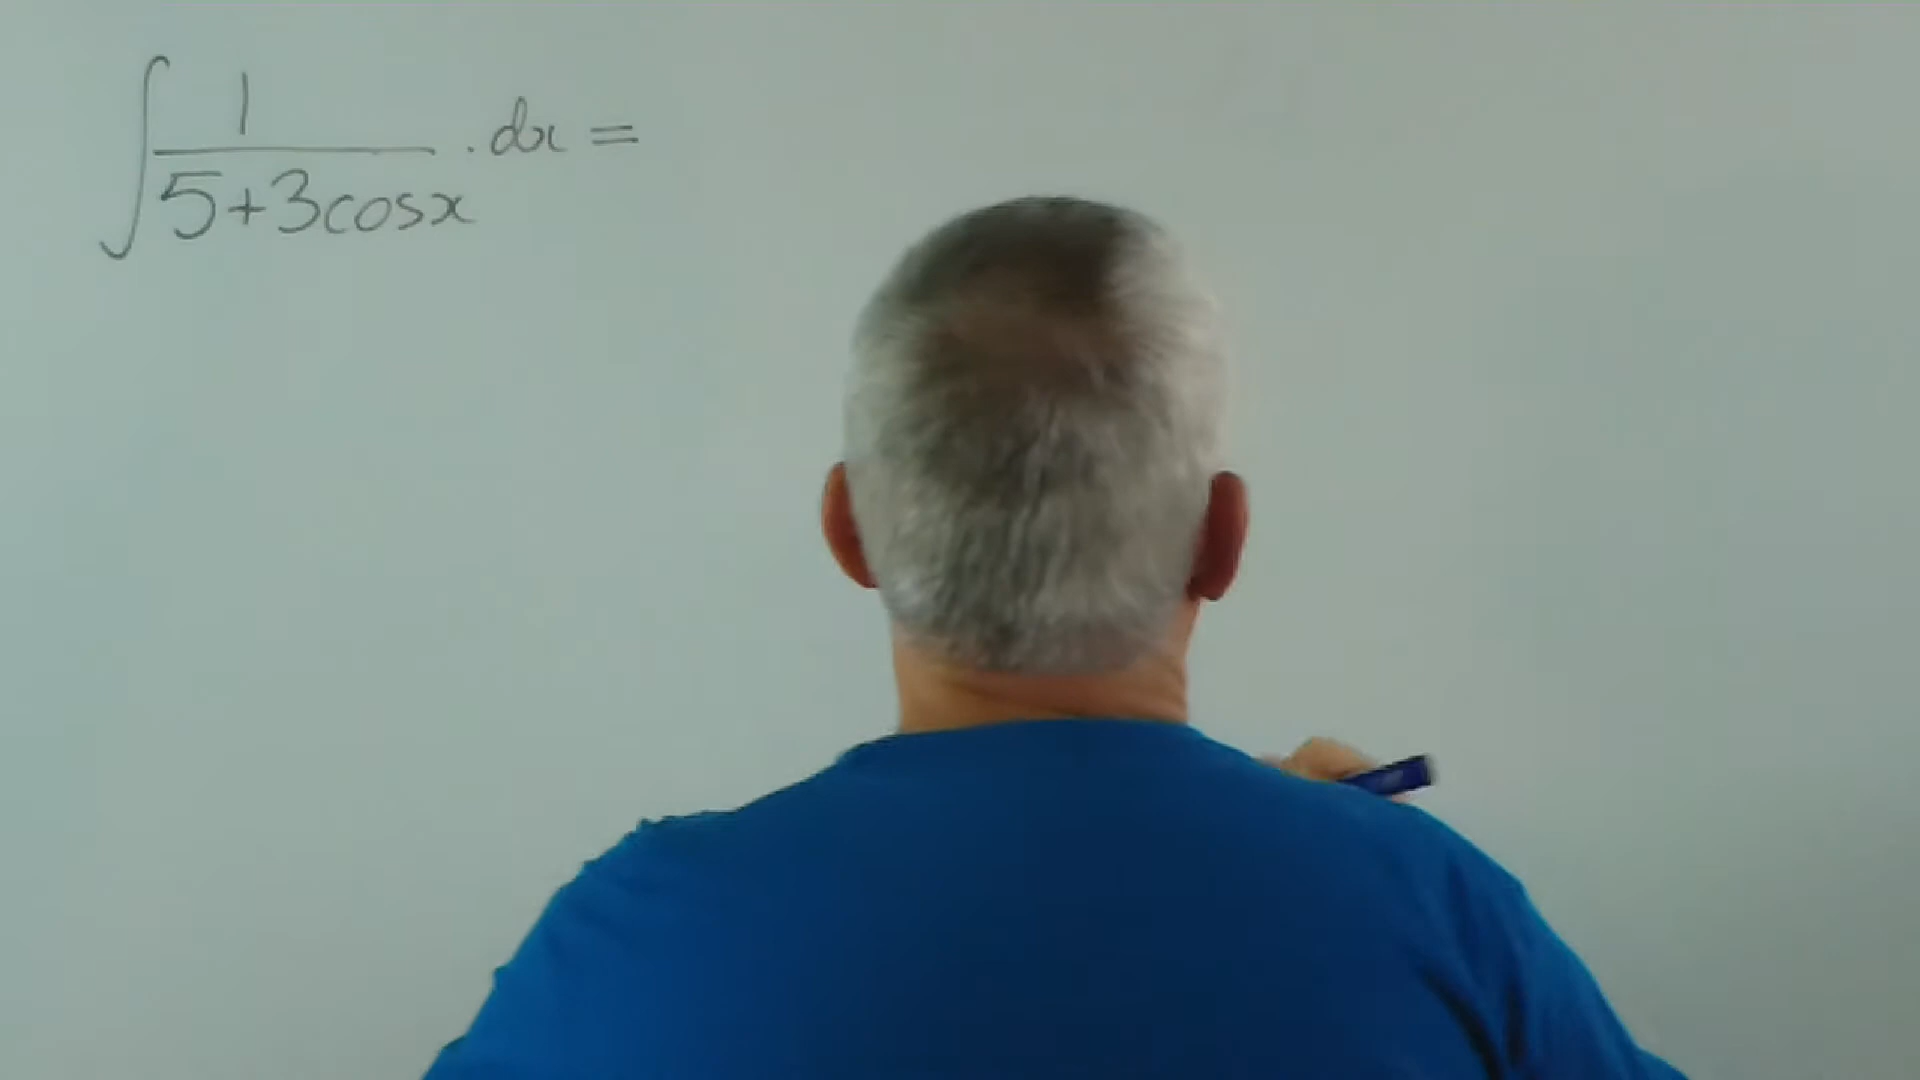 ∫ 1/(5+3cosx) . dx =